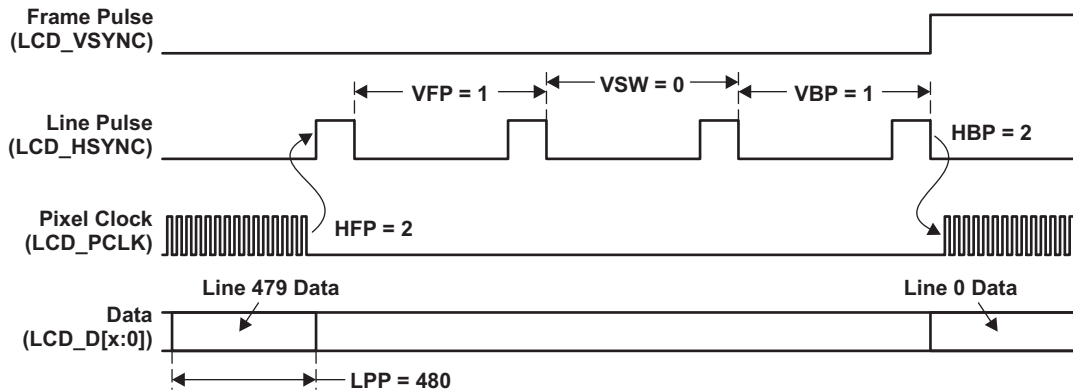 Frame Pulse
(LCD_VSYNC)
VFP = 1
VSW = 0
VBP = 1
Line Pulse
(LCD_HSYNC)
HBP = 2
Pixel Clock
(LCD_PCLK)
HFP = 2
Line 479 Data
Line 0 Data
Data
(LCD_D[x:0])
LPP = 480